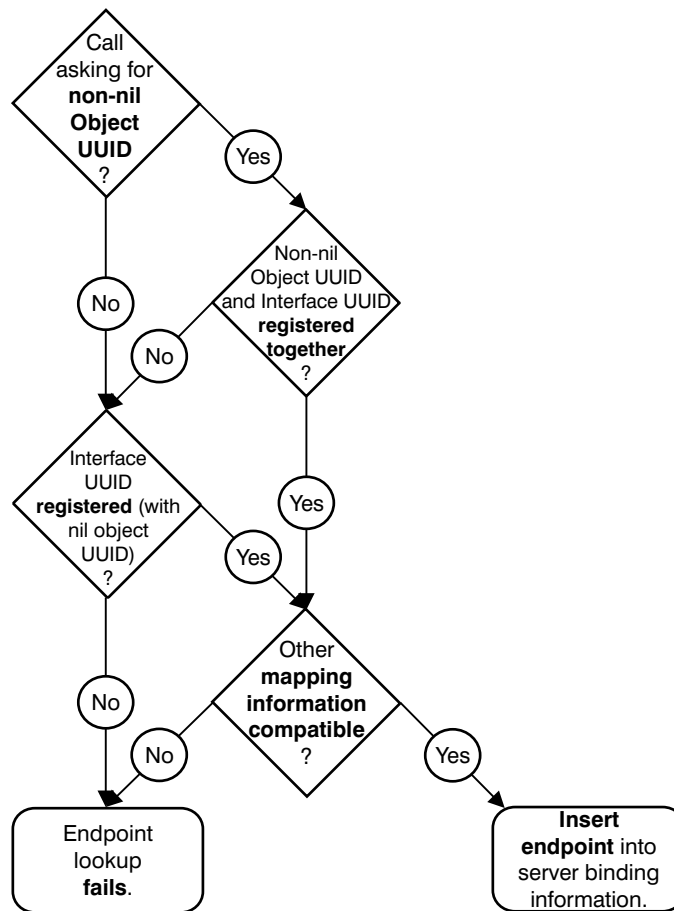 Call
asking for
non-nil
Object
UUID
?
Yes
No
Non-nil
Object UUID
and Interface UUID
registered
together
?
No
Yes
Interface
UUID
registered (with
nil object
UUID)
?
Yes
No
Other
mapping
information
compatible
?
No
Yes
Endpoint
lookup
fails.
Insert
endpoint into
server binding
information.